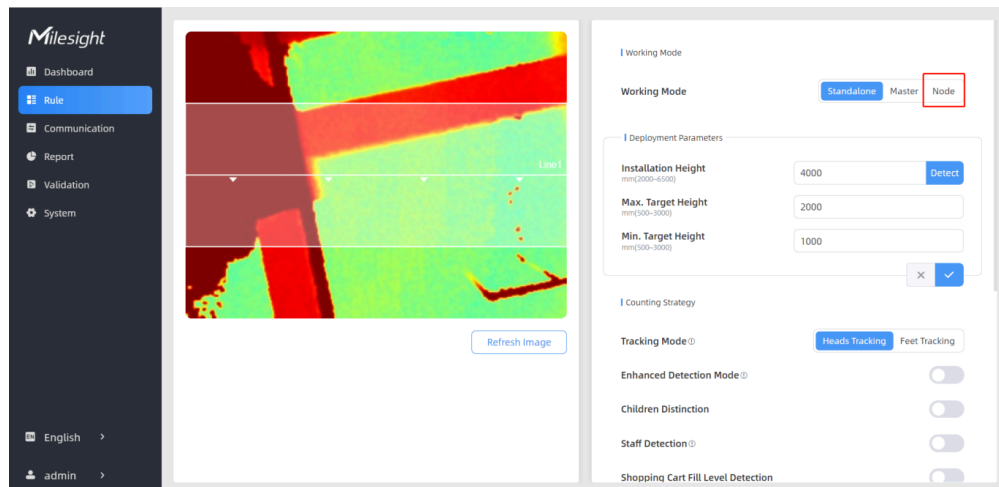 Milesight
Dashboard
Rule
Communication
Report
Validation
System
EN English >
admin >
Line1
Refresh Image
Working Mode
Working Mode Standalone Master Node
Deployment Parameters
Installation Height 4000 Detect
mm(2000~6500)
Max. Target Height 2000
mm(500~3000)
Min. Target Height 1000
mm(500~3000)
Counting Strategy
Tracking Mode Heads Tracking Feet Tracking
Enhanced Detection Mode
Children Distinction
Staff Detection
Shopping Cart Fill Level Detection